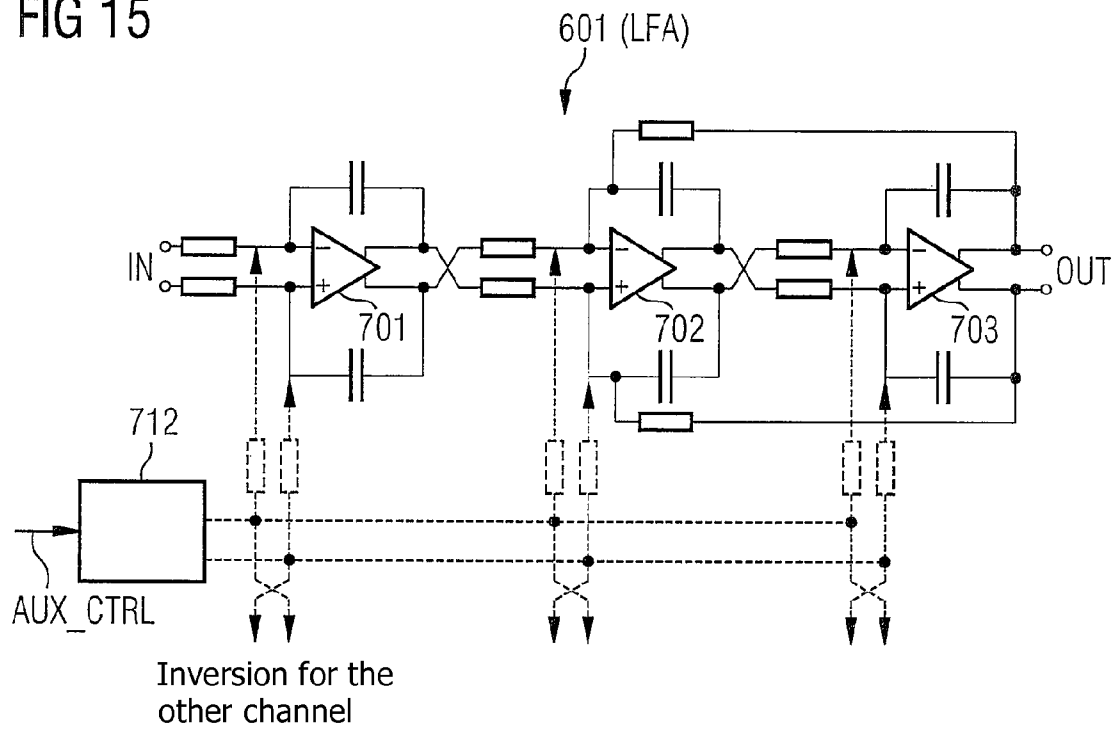 FIG 15
601 (LFA)
IN
−
+
701
−
+
702
−
+
703
OUT
712
AUX_CTRL
Inversion for the
other channel